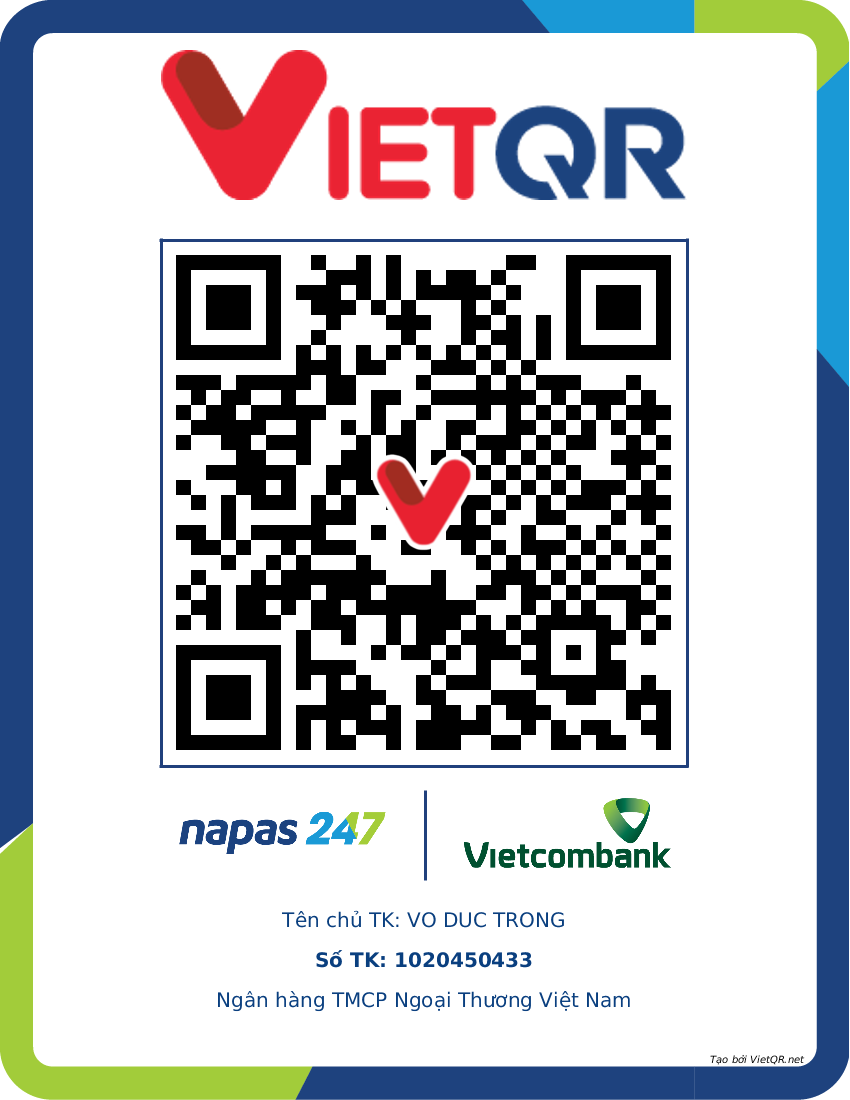 VIETQR
napas 247
Vietcombank
Tên chủ TK: VO DUC TRONG
Số TK: 1020450433
Ngân hàng TMCP Ngoại Thương Việt Nam
Tạo bởi VietQR.net